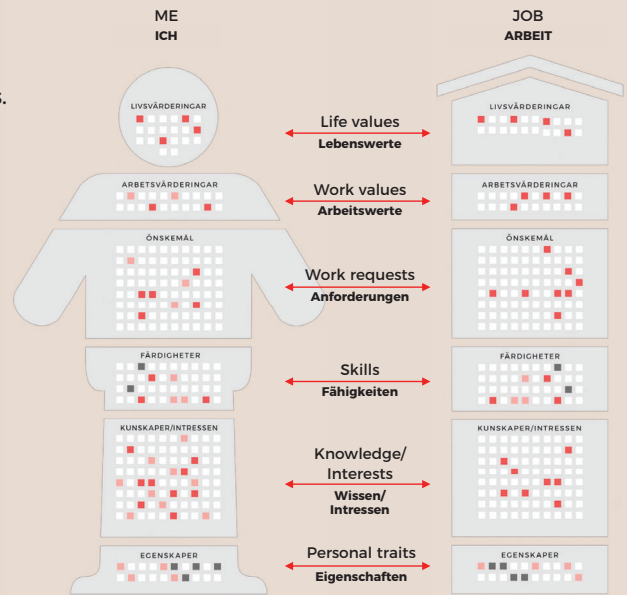 ME
ICH
JOB
ARBEIT
s.
LIVSVÄRDERINGAR
Life values
Lebenswerte
LIVSVÄRDERINGAR
ARBETSVÄRDERINGAR
Work values
Arbeitswerte
ARBETSVÄRDERINGAR
ÖNSKEMÅL
Work requests
Anforderungen
ÖNSKEMÅL
FÄRDIGHETER
Skills
Fähigkeiten
FÄRDIGHETER
KUNSKAPER/INTRESSEN
Knowledge/
Interests
Wissen/
Intressen
KUNSKAPER/INTRESSEN
EGENSKAPER
Personal traits
Eigenschaften
EGENSKAPER